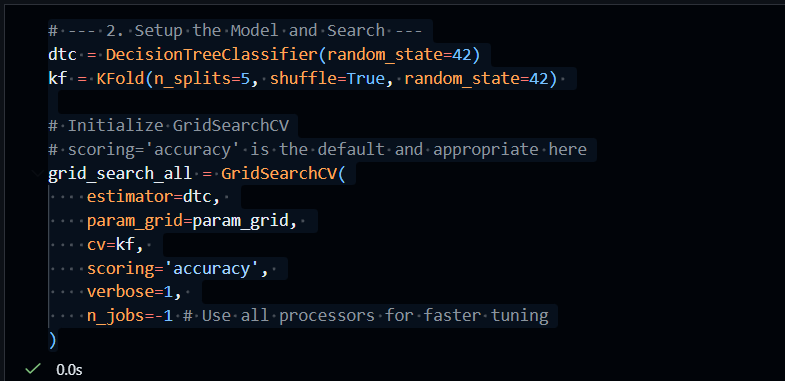 # --- 2. Setup the Model and Search ---
dtc = DecisionTreeClassifier(random_state=42)
kf = KFold(n_splits=5, shuffle=True, random_state=42)
# Initialize GridSearchCV
# scoring='accuracy' is the default and appropriate here
grid_search_all = GridSearchCV(
    estimator=dtc,
    param_grid=param_grid,
    cv=kf,
    scoring='accuracy',
    verbose=1,
    n_jobs=-1 # Use all processors for faster tuning
)
0.0s